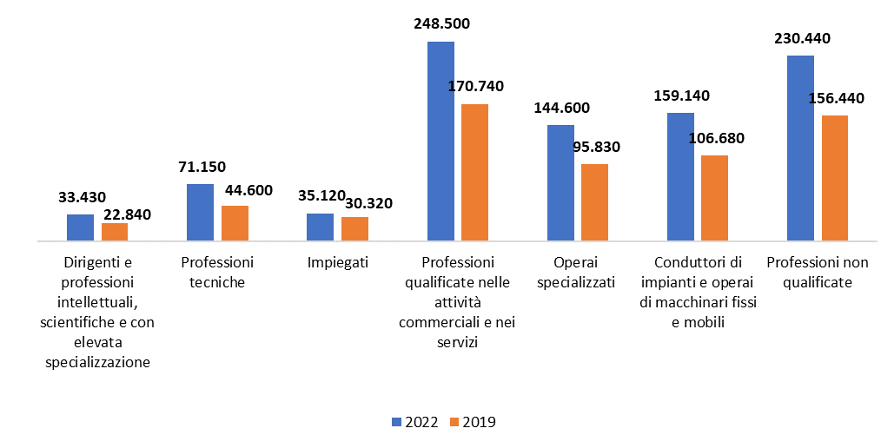 248.500
230.440
170.740
159.140
156.440
144.600
106.680
95.830
71.150
44.600
33.430
22.840
35.120
30.320
Dirigenti e
professioni
intellettuali,
scientifiche e con
elevata
specializzazione
Professioni
tecniche
Impiegati
Professioni
qualificate nelle
attività
commerciali e nei
servizi
Operai
specializzati
Conduttori di
impianti e operai
di macchinari fissi
e mobili
Professioni non
qualificate
2022
2019